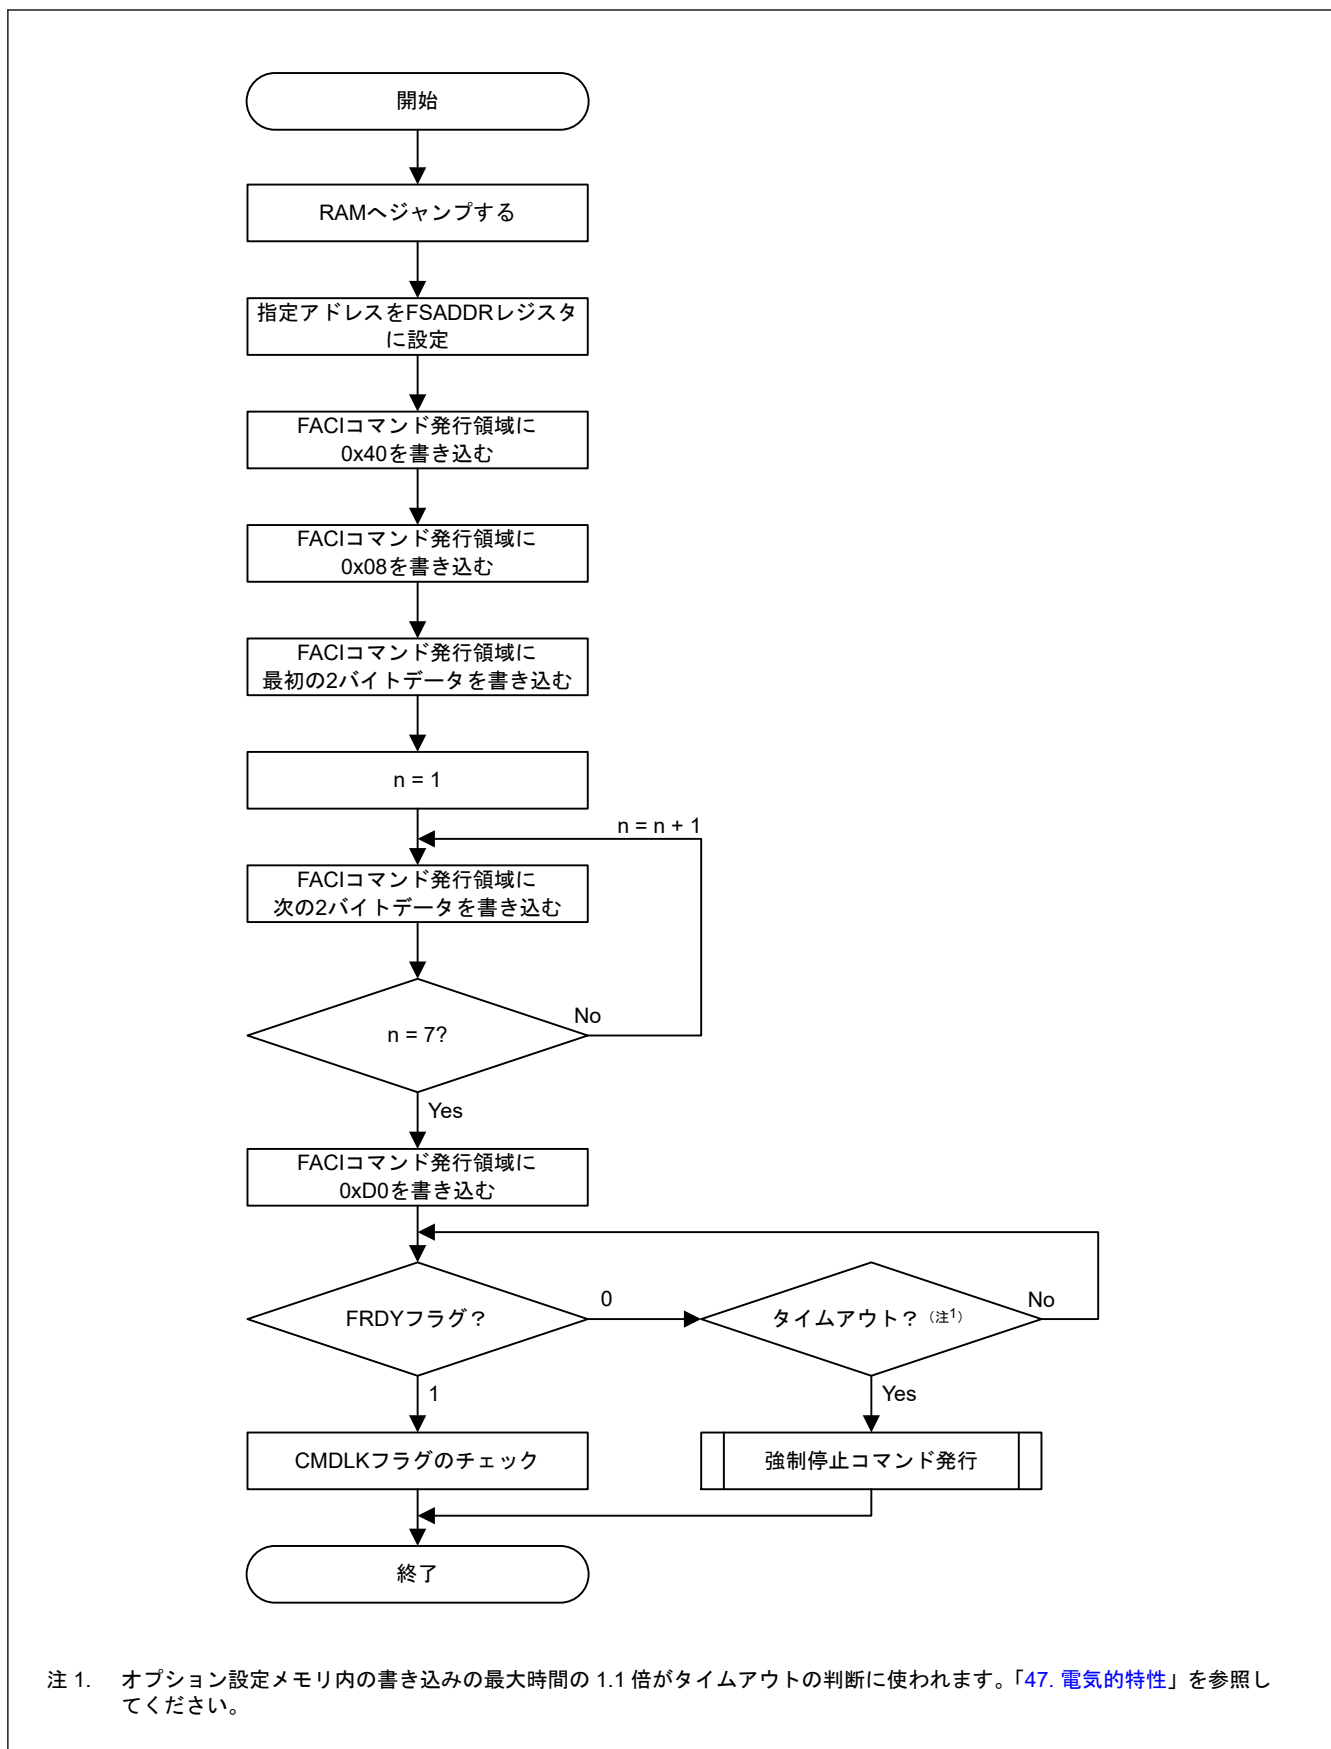 開始
RAMへジャンプする
指定アドレスをFSADDRレジスタ
に設定
FACIコマンド発行領域に
0x40を書き込む
FACIコマンド発行領域に
0x08を書き込む
FACIコマンド発行領域に
最初の2バイトデータを書き込む
n = 1
n = n + 1
FACIコマンド発行領域に
次の2バイトデータを書き込む
n = 7?
No
Yes
FACIコマンド発行領域に
0xD0を書き込む
FRDYフラグ？
0
タイムアウト？（注1）
No
1
Yes
CMDLKフラグのチェック
強制停止コマンド発行
終了
注 1. オプション設定メモリ内の書き込みの最大時間の 1.1 倍がタイムアウトの判断に使われます。「47. 電気的特性」を参照し
てください。